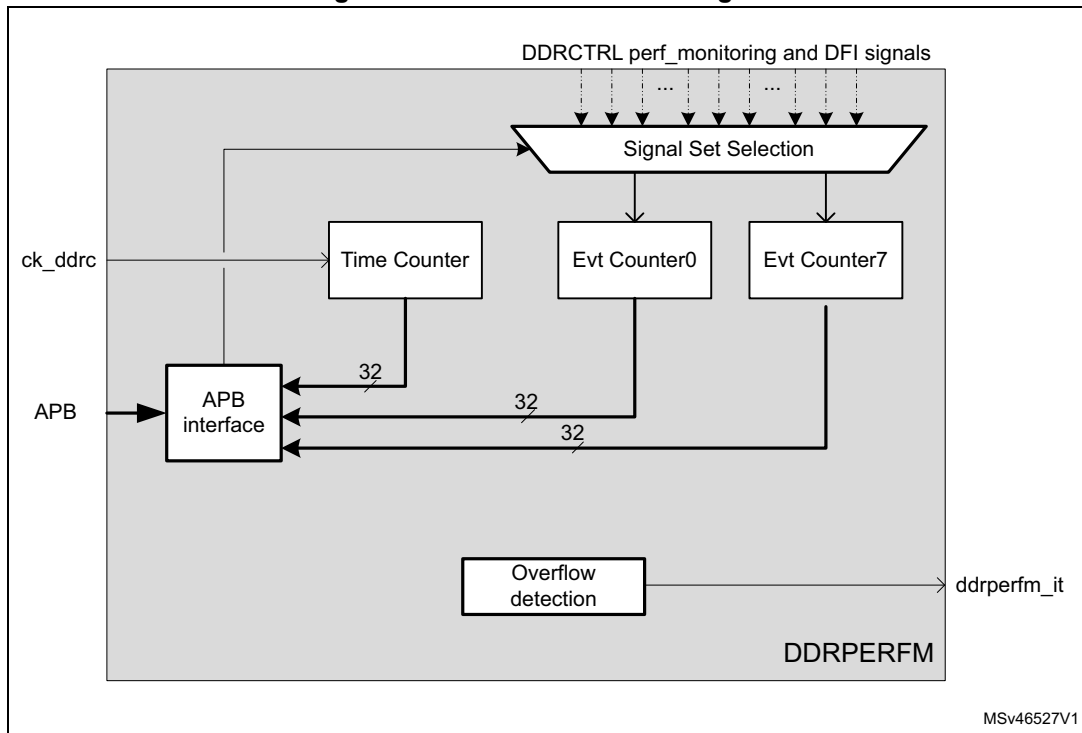 DDRCTRL perf_monitoring and DFI signals
... ...
Signal Set Selection
ck_ddrc
Time Counter
Evt Counter0
Evt Counter7
32
APB
APB
interface
32
32
Overflow
detection
ddrperfm_it
DDRPERFM
MSv46527V1